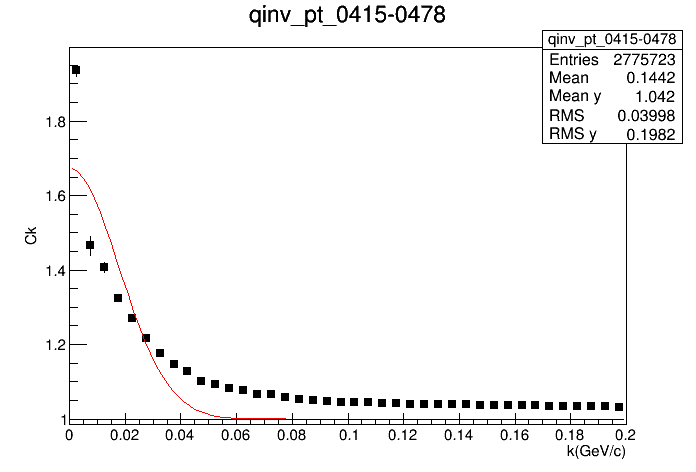 qinv_pt_0415-0478
qinv_pt_0415-0478
Entries 2775723
Mean 0.1442
Mean y 1.042
RMS 0.03998
RMS y 0.1982
Ck
1.8
1.6
1.4
1.2
1
0 0.02 0.04 0.06 0.08 0.1 0.12 0.14 0.16 0.18 0.2
k(GeV/c)